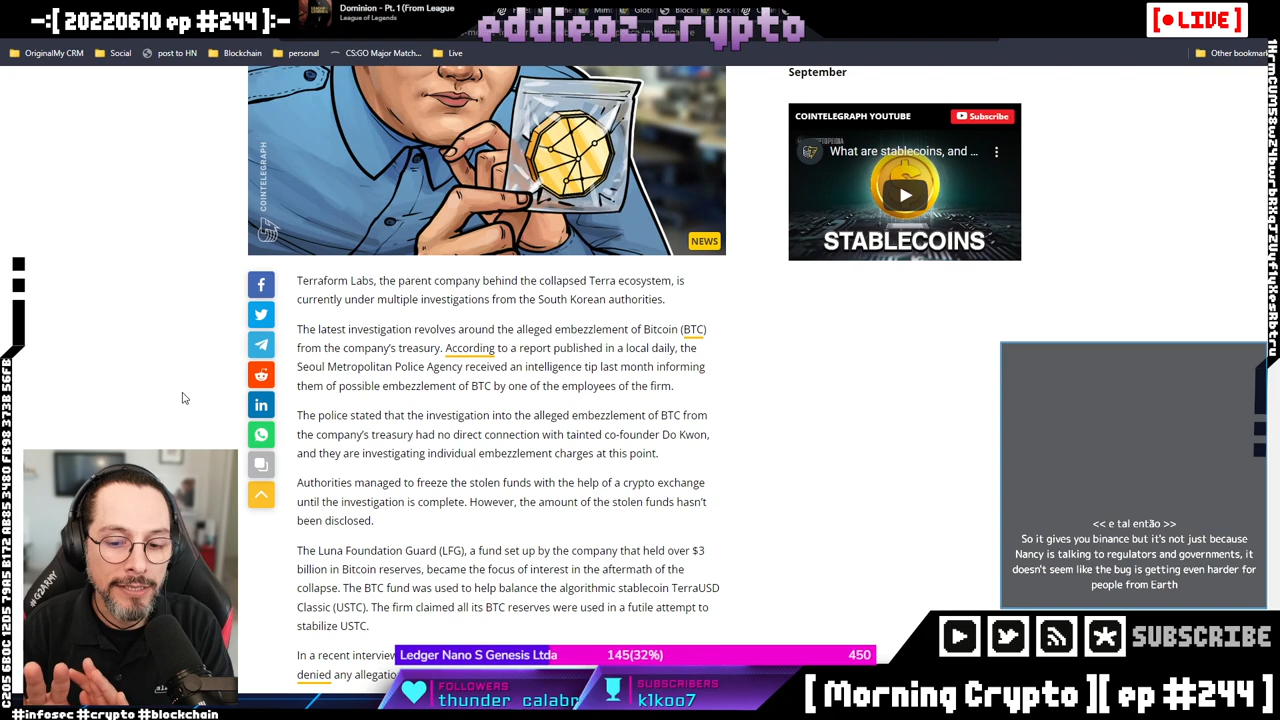 -:[ 20220610 ep #244 ]:-
Dominion - Pt. 1 (From League
League of Legends
eddieoz.crypto
[● LIVE]
OriginalMy CRM
Social
post to HN
Blockchain
personal
CS:GO Major Match...
Live
Other bookmar
September
COINTELEGRAPH YOUTUBE
Subscribe
What are stablecoins, and ...
STABLECOINS
COINTELEGRAPH
NEWS
Terraform Labs, the parent company behind the collapsed Terra ecosystem, is
currently under multiple investigations from the South Korean authorities.
The latest investigation revolves around the alleged embezzlement of Bitcoin (BTC)
from the company's treasury. According to a report published in a local daily, the
Seoul Metropolitan Police Agency received an intelligence tip last month informing
them of possible embezzlement of BTC by one of the employees of the firm.
The police stated that the investigation into the alleged embezzlement of BTC from
the company's treasury had no direct connection with tainted co-founder Do Kwon,
and they are investigating individual embezzlement charges at this point.
Authorities managed to freeze the stolen funds with the help of a crypto exchange
until the investigation is complete. However, the amount of the stolen funds hasn't
been disclosed.
The Luna Foundation Guard (LFG), a fund set up by the company that held over $3
billion in Bitcoin reserves, became the focus of interest in the aftermath of the
collapse. The BTC fund was used to help balance the algorithmic stablecoin TerraUSD
Classic (USTC). The firm claimed all its BTC reserves were used in a futile attempt to
stabilize USTC.
In a recent interview
denied any allegatio
<< e tal então >>
So it gives you binance but it's not just because
Nancy is talking to regulators and governments, it
doesn't seem like the bug is getting even harder for
people from Earth
#G2ARMY
Ledger Nano S Genesis Ltda
145(32%)
450
FOLLOWERS
thunder_calabr
SUBSCRIBERS
k1koo7
SUBSCRIBE
[ Morning Crypto ][ ep #244 ]
#infosec #crypto #blockchain